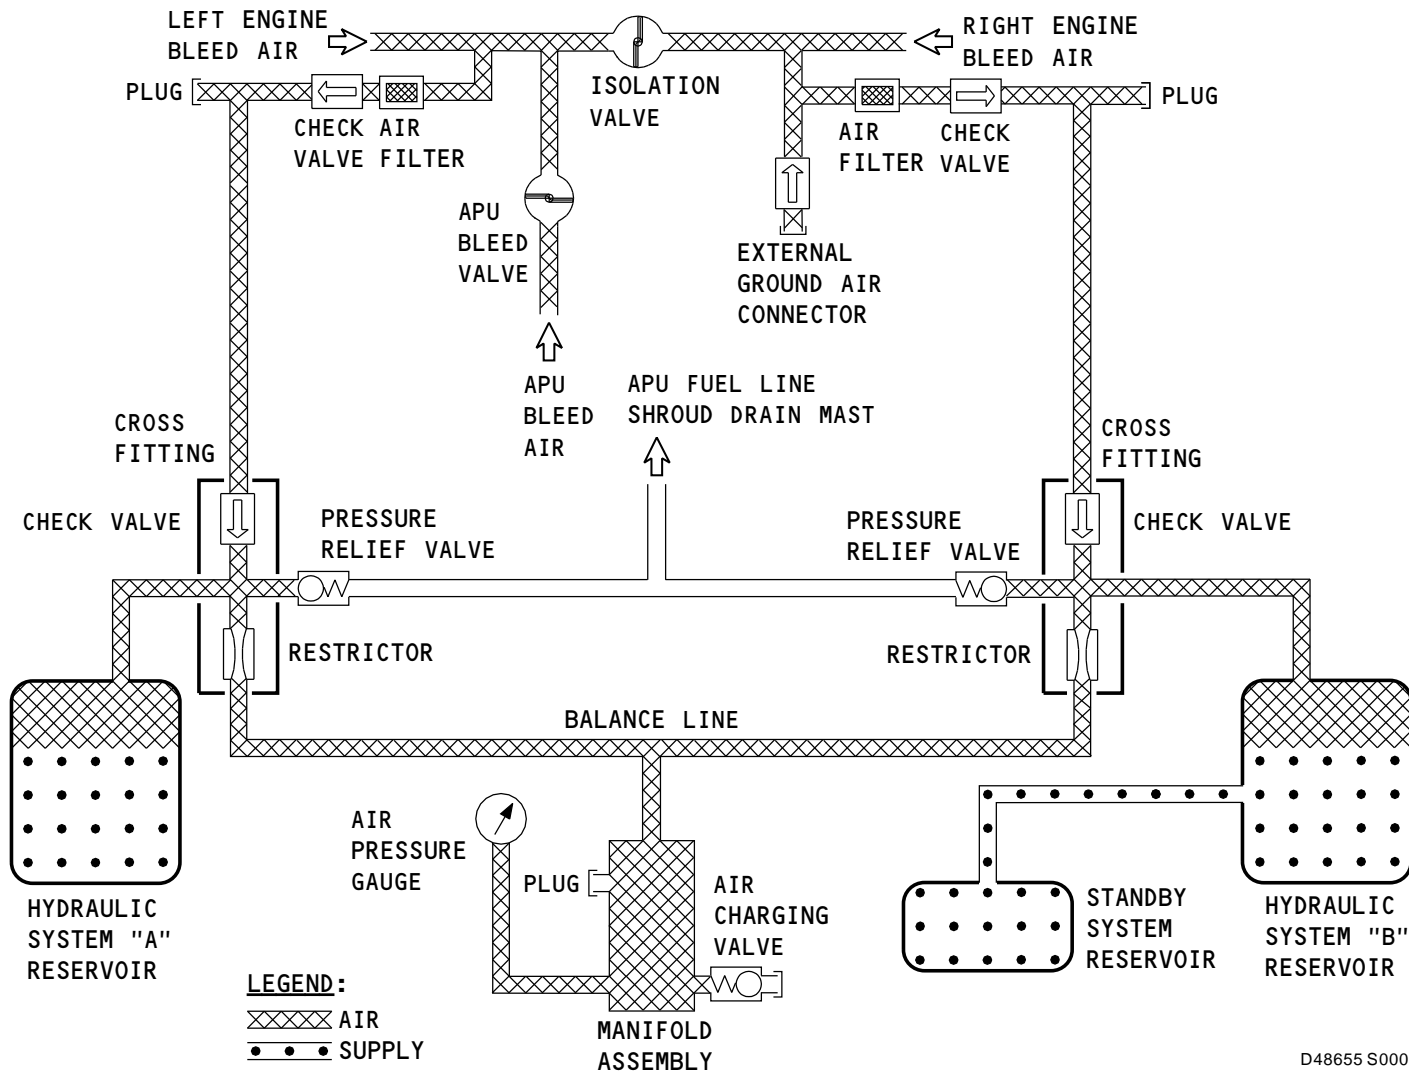 LEFT ENGINE
BLEED AIR
RIGHT ENGINE
BLEED AIR
PLUG
ISOLATION
VALVE
PLUG
CHECK AIR
VALVE FILTER
AIR
FILTER
CHECK
VALVE
APU
BLEED
VALVE
EXTERNAL
GROUND AIR
CONNECTOR
APU
BLEED
AIR
APU FUEL LINE
SHROUD DRAIN MAST
CROSS
FITTING
CROSS
FITTING
CHECK VALVE
PRESSURE
RELIEF VALVE
PRESSURE
RELIEF VALVE
CHECK VALVE
RESTRICTOR
RESTRICTOR
BALANCE LINE
AIR
PRESSURE
GAUGE
PLUG
AIR
CHARGING
VALVE
HYDRAULIC
SYSTEM "A"
RESERVOIR
STANDBY
SYSTEM
RESERVOIR
HYDRAULIC
SYSTEM "B"
RESERVOIR
LEGEND:
AIR
SUPPLY
MANIFOLD
ASSEMBLY
D48655 S000